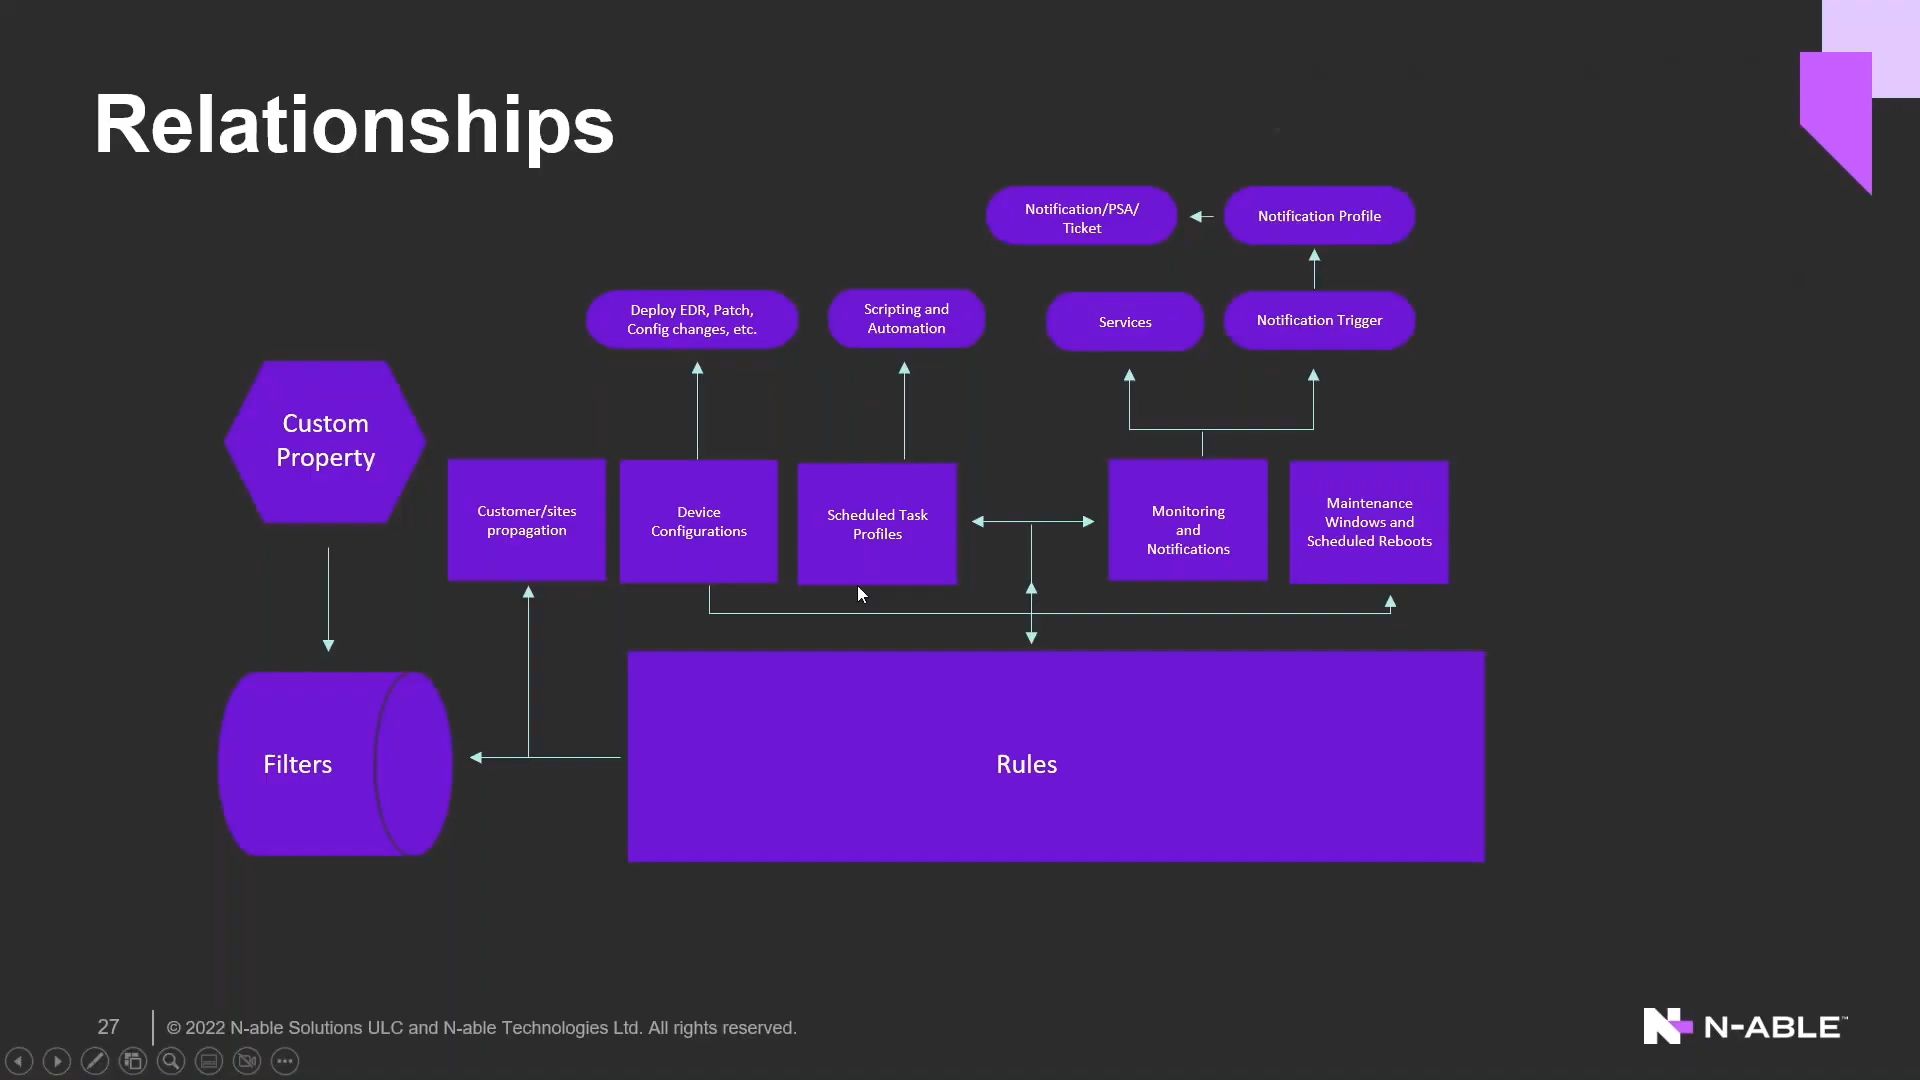 Relationships
Notification/PSA/
Ticket
Notification Profile
Deploy EDR, Patch,
Config changes, etc.
Scripting and
Automation
Services
Notification Trigger
Custom
Property
Customer/sites
propagation
Device
Configurations
Scheduled Task
Profiles
Monitoring
and
Notifications
Maintenance
Windows and
Scheduled Reboots
Filters
Rules
27
© 2022 N-able Solutions ULC and N-able Technologies Ltd. All rights reserved.
N-ABLE™